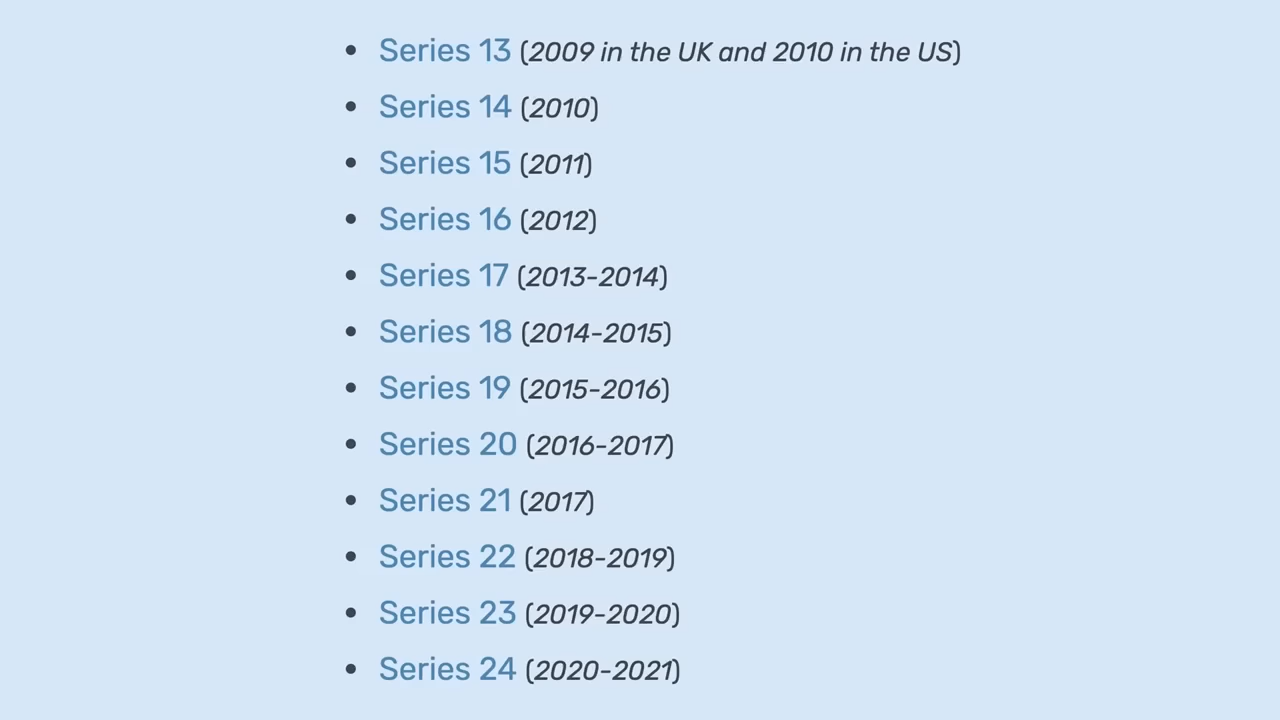 • Series 13 (2009 in the UK and 2010 in the US)
• Series 14 (2010)
• Series 15 (2011)
• Series 16 (2012)
• Series 17 (2013-2014)
• Series 18 (2014-2015)
• Series 19 (2015-2016)
• Series 20 (2016-2017)
• Series 21 (2017)
• Series 22 (2018-2019)
• Series 23 (2019-2020)
• Series 24 (2020-2021)